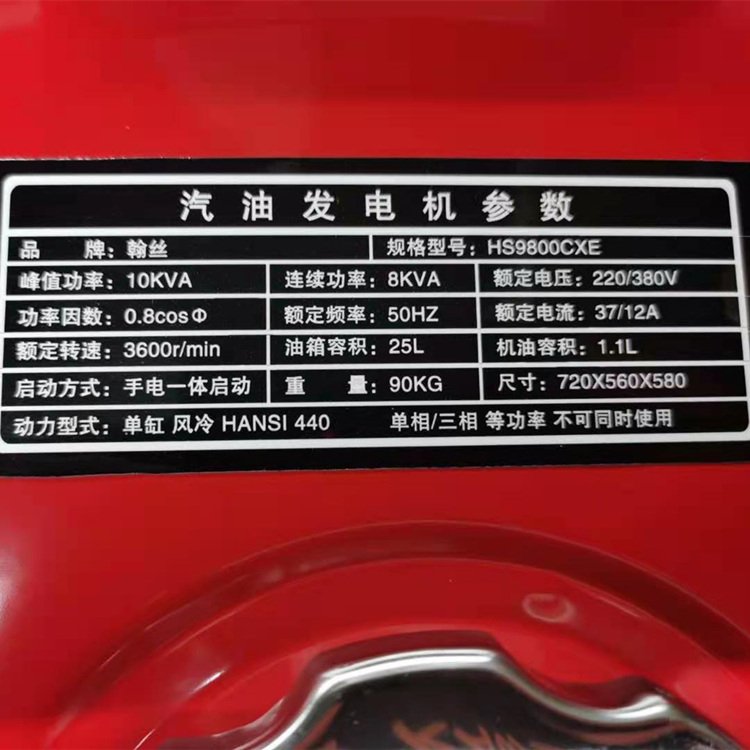 汽油发电机参数
品 牌：翰丝 规格型号：HS9800CXE
峰值功率：10KVA 连续功率：8KVA 额定电压：220/380V
功率因数：0.8cosΦ 额定频率：50HZ 额定电流：37/12A
额定转速：3600r/min 油箱容积：25L 机油容积：1.1L
启动方式：手电一体启动 重 量：90KG 尺寸：720X560X580
动力型式：单缸 风冷 HANSI 440 单相/三相 等功率 不可同时使用